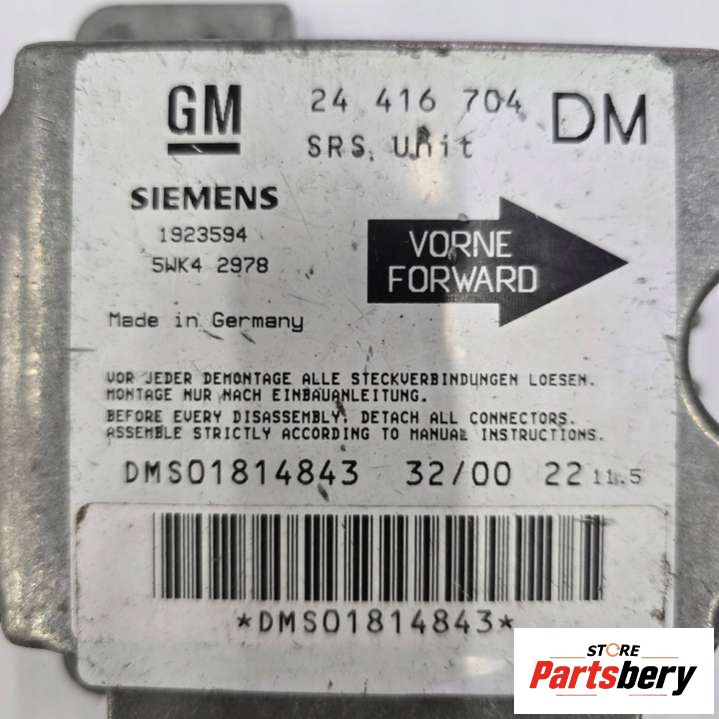 GM 24 416 704 DM
SRS. Unit
SIEMENS
1923594
5WK4 2978
VORNE
FORWARD
Made in Germany
VOR JEDER DEMONTAGE ALLE STECKVERBINDUNGEN LOESEN.
MONTAGE NUR NACH EINBAUANLEITUNG.
BEFORE EVERY DISASSEMBLY, DETACH ALL CONNECTORS.
ASSEMBLE STRICTLY ACCORDING TO MANUAL INSTRUCTIONS.
DMS01814843 32/00 22 11.5
*DMS01814843*
STORE
Partsbery